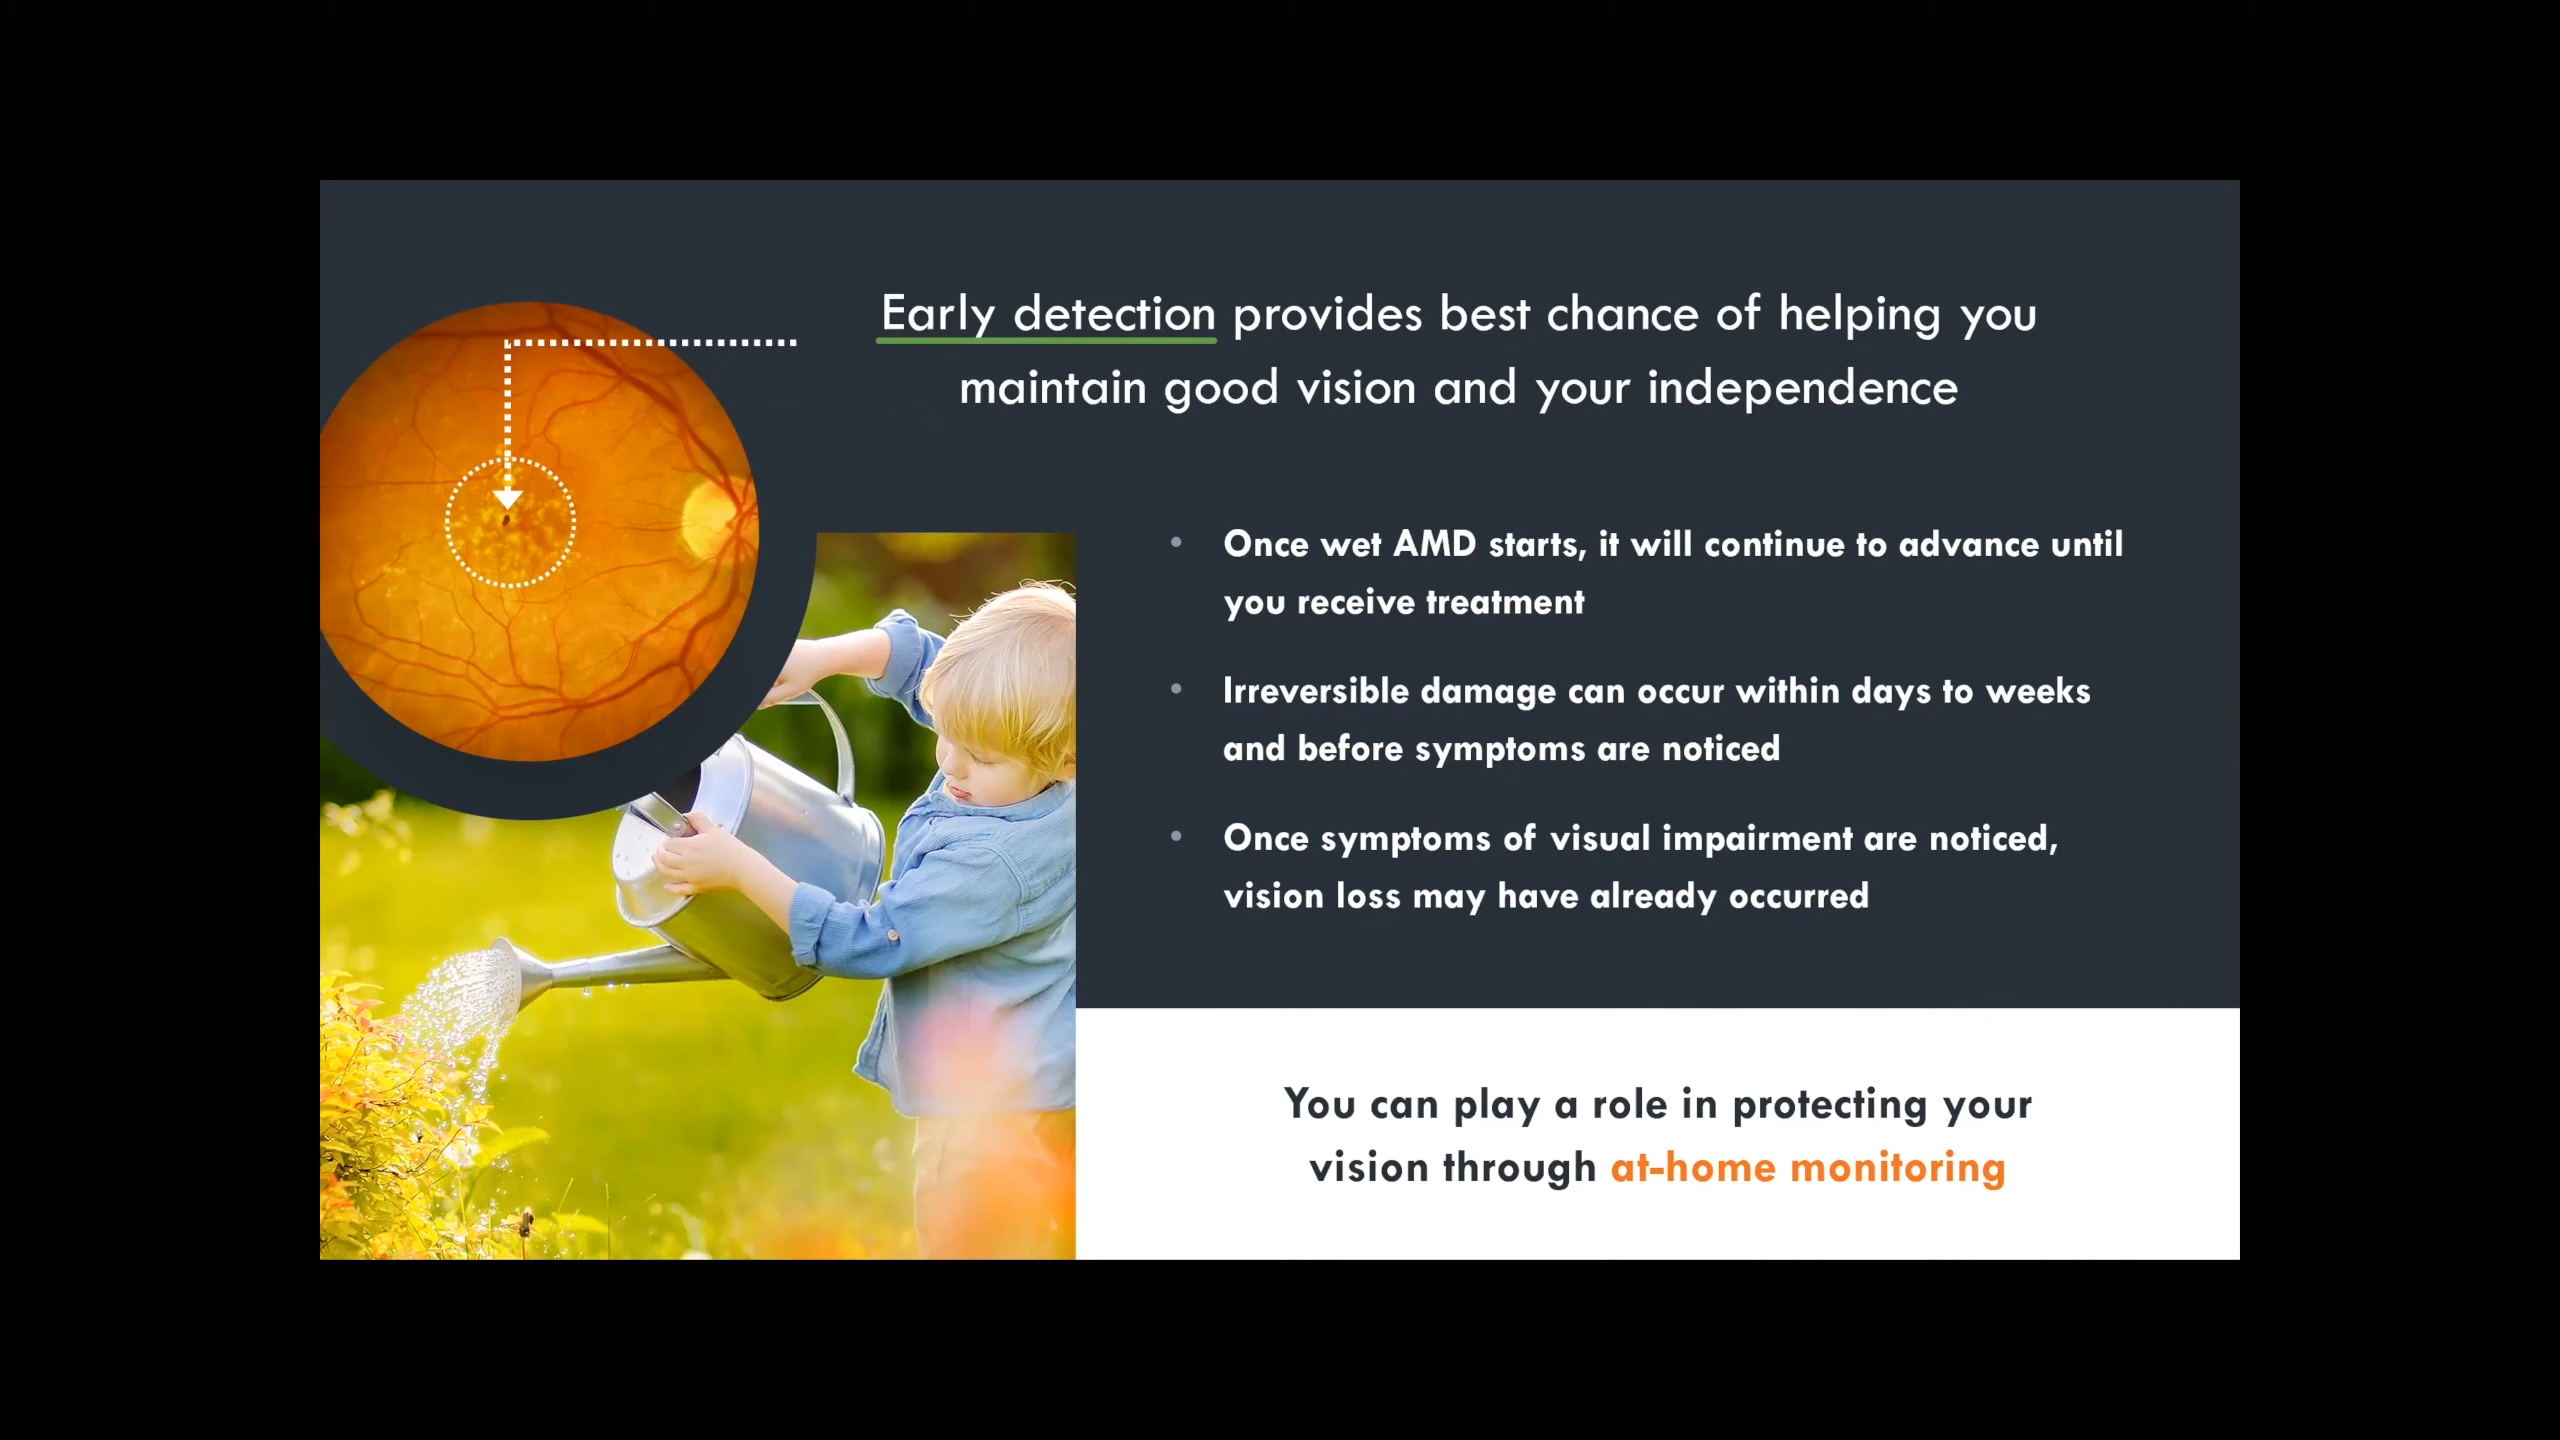 Early detection provides best chance of helping you
maintain good vision and your independence
• Once wet AMD starts, it will continue to advance until
you receive treatment
• Irreversible damage can occur within days to weeks
and before symptoms are noticed
• Once symptoms of visual impairment are noticed,
vision loss may have already occurred
You can play a role in protecting your
vision through at-home monitoring